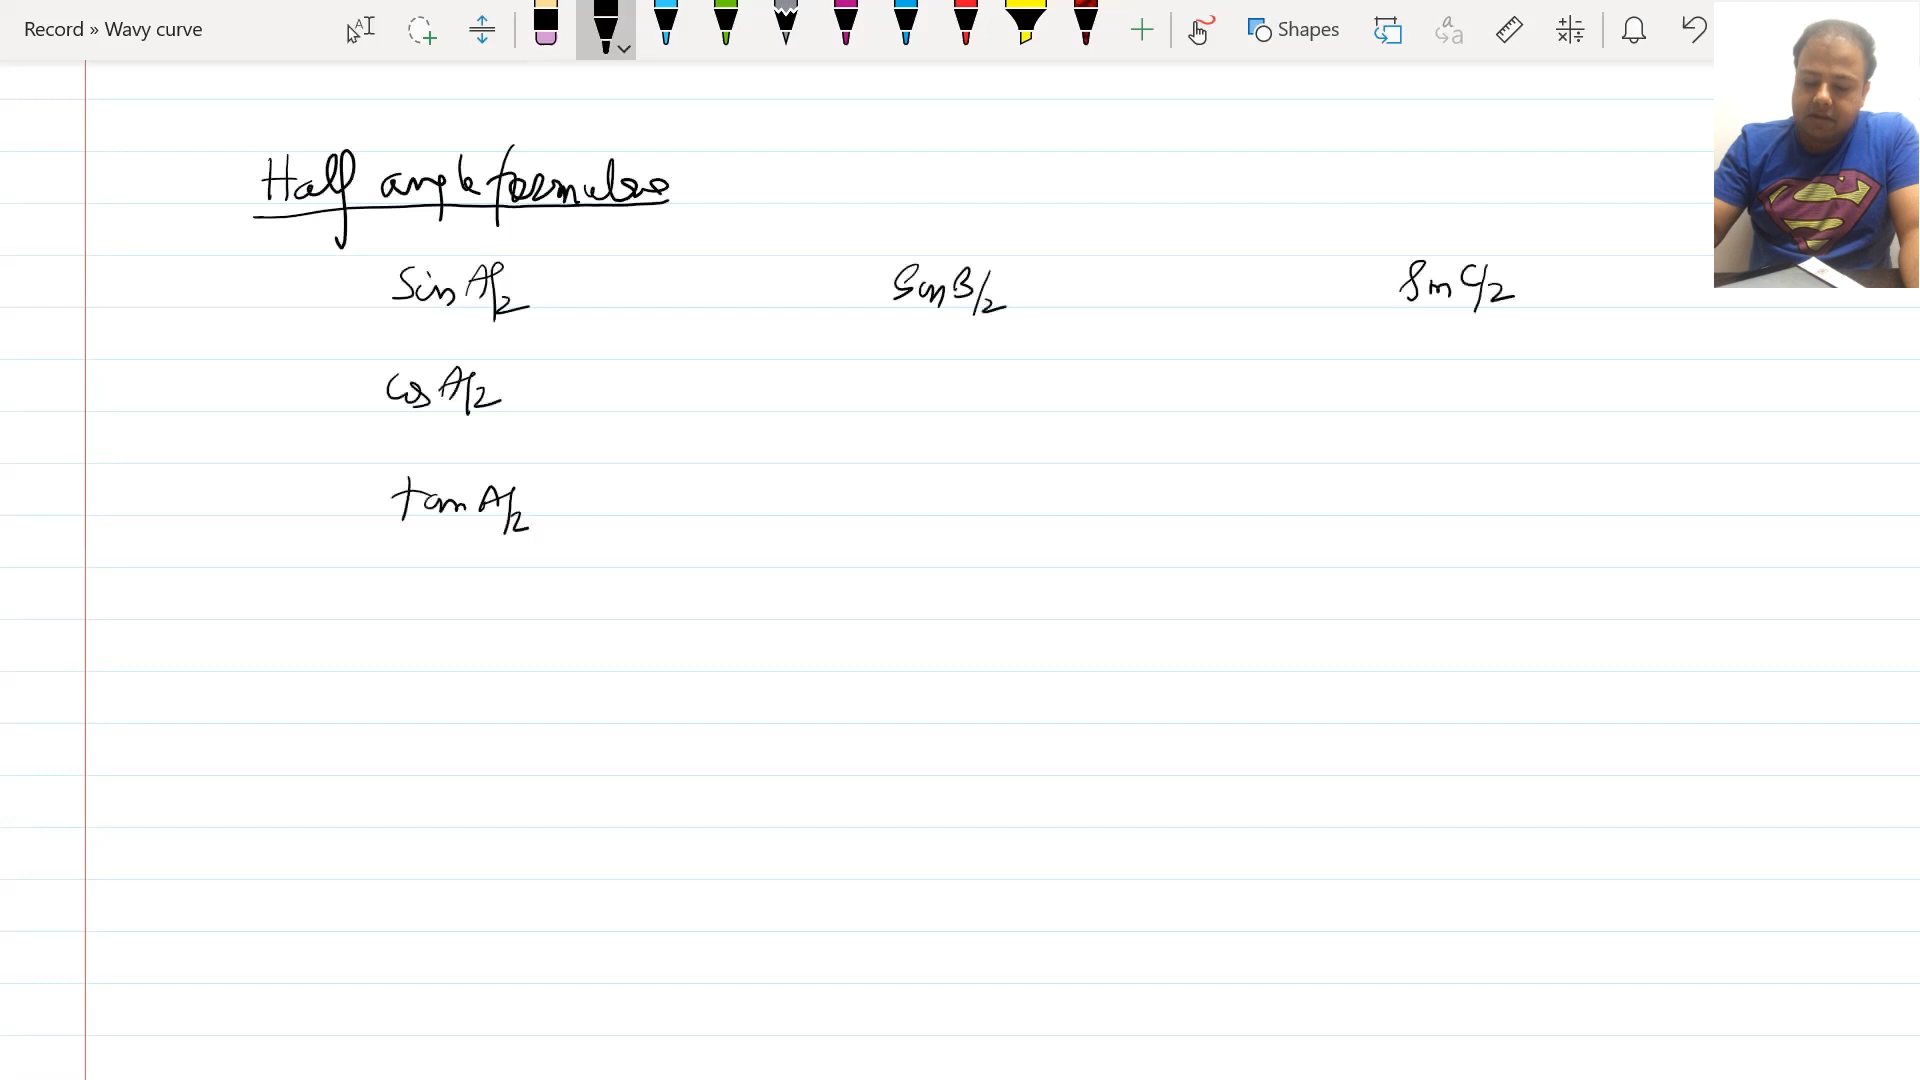 Record » Wavy curve
Shapes
Half angle formulae
Sin A/2 Sin B/2 Sin C/2
Cos A/2
tan A/2